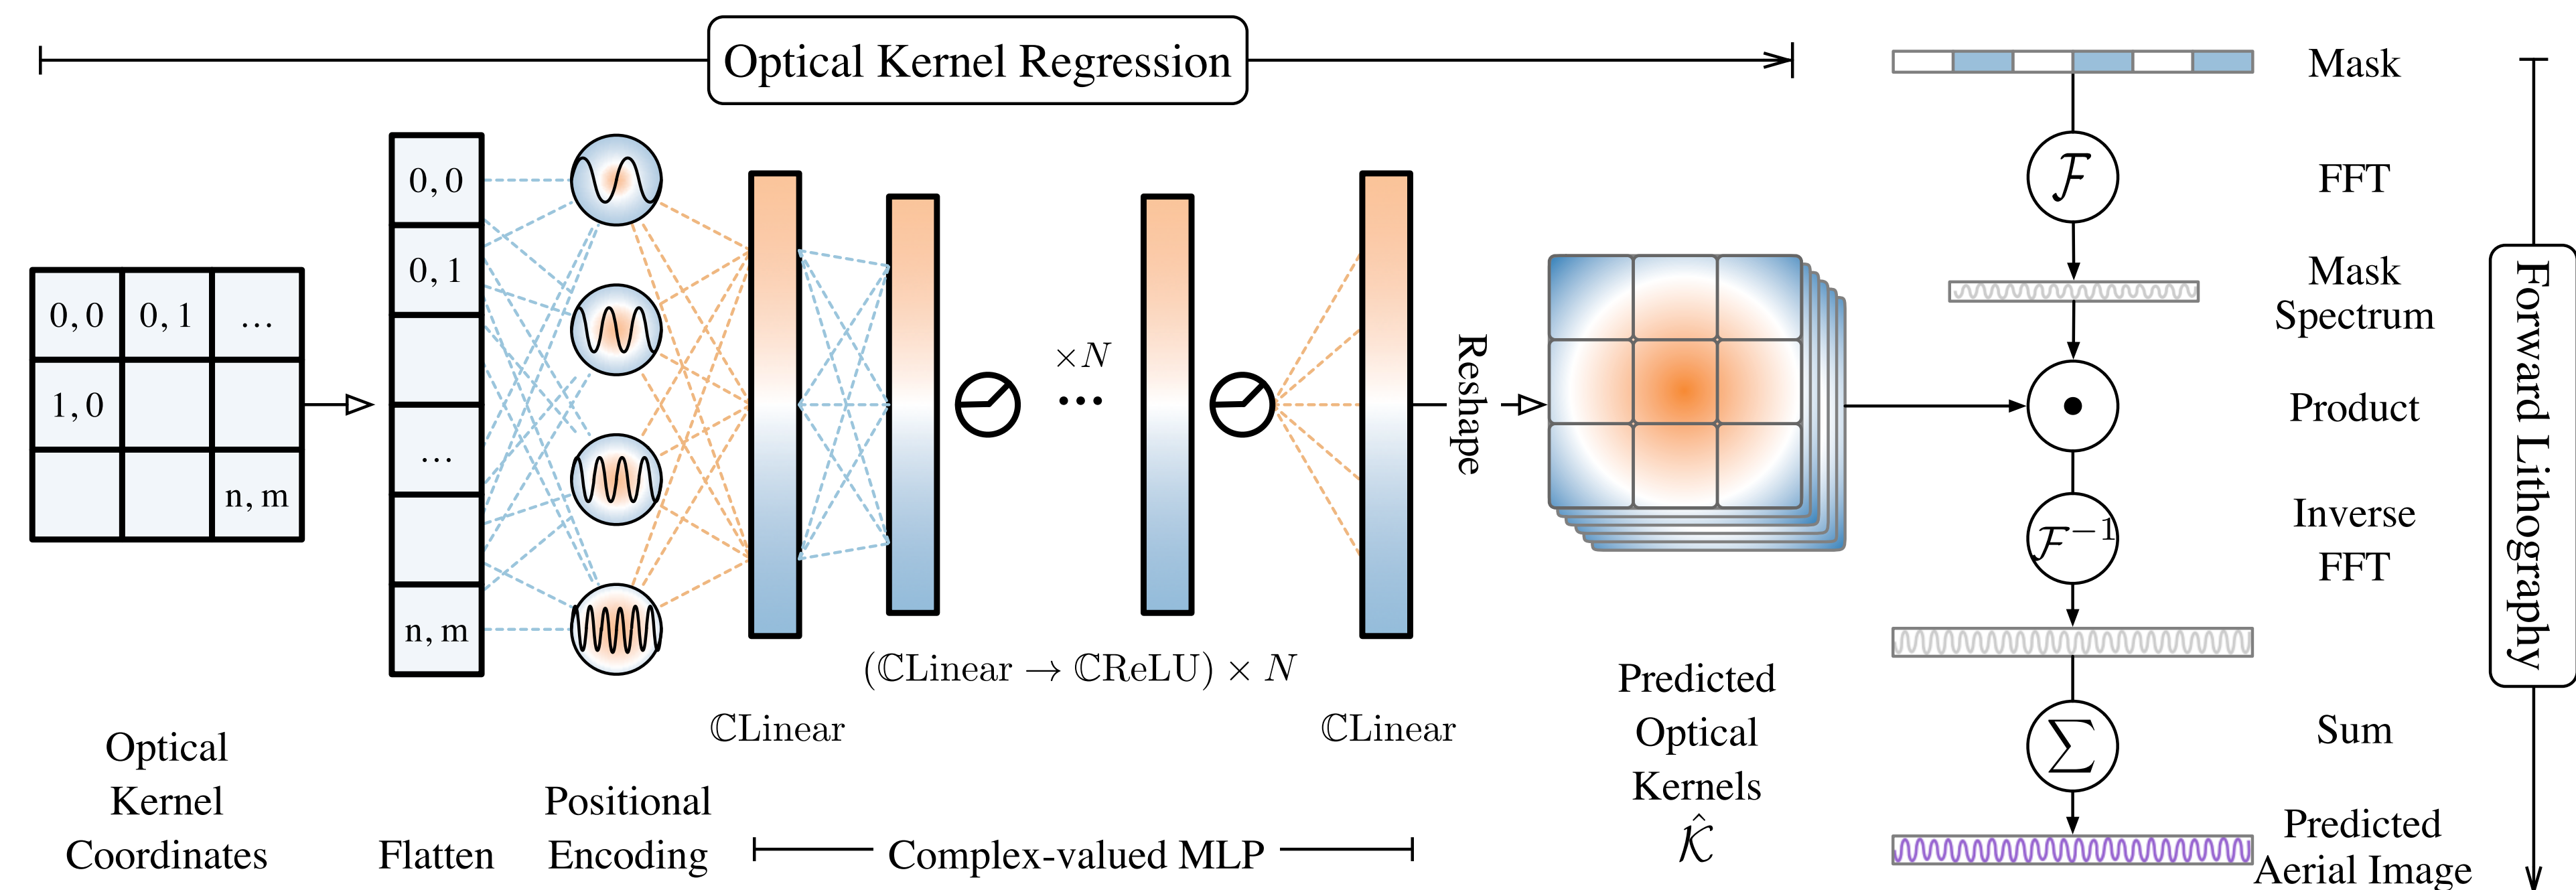 Optical Kernel Regression
0, 0
0, 1
...
1, 0
n, m
Optical
Kernel
Coordinates
0, 0
0, 1
...
n, m
Flatten
Positional
Encoding
ℂLinear
×N
...
(ℂLinear → ℂReLU) × N
ℂLinear
Complex-valued MLP
Reshape
Predicted
Optical
Kernels
𝒦̂
Mask
ℱ
FFT
Mask
Spectrum
Product
ℱ⁻¹
Inverse
FFT
∑
Sum
Predicted
Aerial Image
Forward Lithography